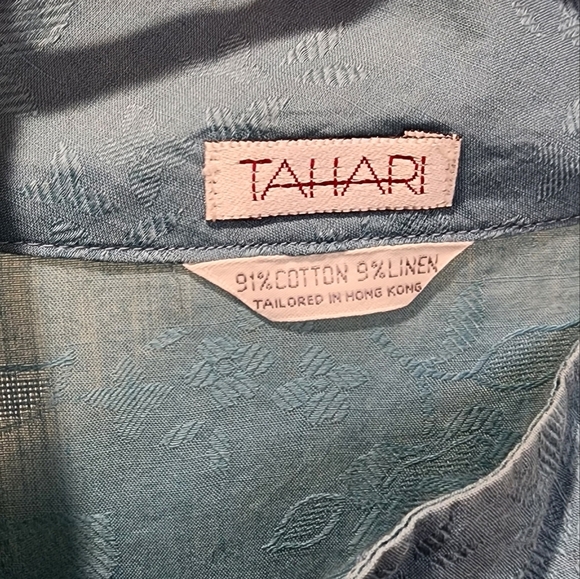 TAHARI
91% COTTON 9% LINEN
TAILORED IN HONG KONG